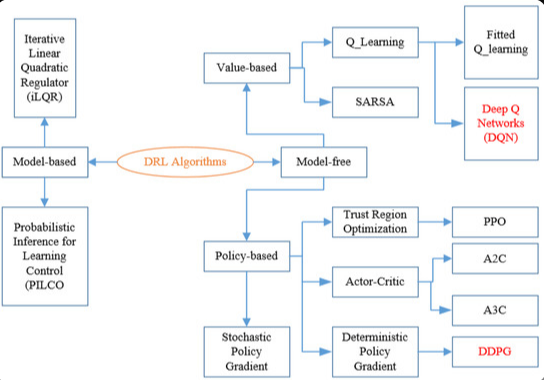 Iterative
Linear
Quadratic
Regulator
(iLQR)
Model-based
Probabilistic
Inference for
Learning
Control
(PILCO
DRL Algorithms
Model-free
Value-based
Q_Learning
SARSA
Fitted
Q_learning
Deep Q
Networks
(DQN)
Policy-based
Trust Region
Optimization
PPO
Actor-Critic
A2C
A3C
Stochastic
Policy
Gradient
Deterministic
Policy
Gradient
DDPG